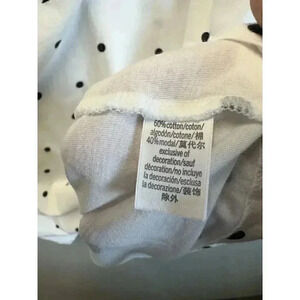 60%cotton/coton/
algodón/cotone/棉
40%modal/莫代尔
exclusive of
decoration/sauf
décoration/no incluye
la decoración/esclusa
la decorazione/装饰
除外